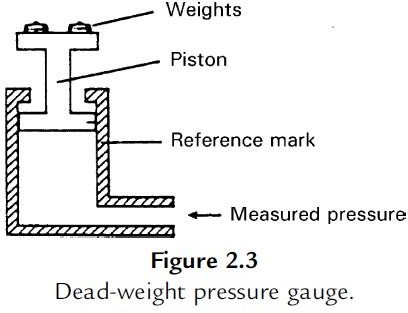 Weights
Piston
Reference mark
Measured pressure
Figure 2.3
Dead-weight pressure gauge.